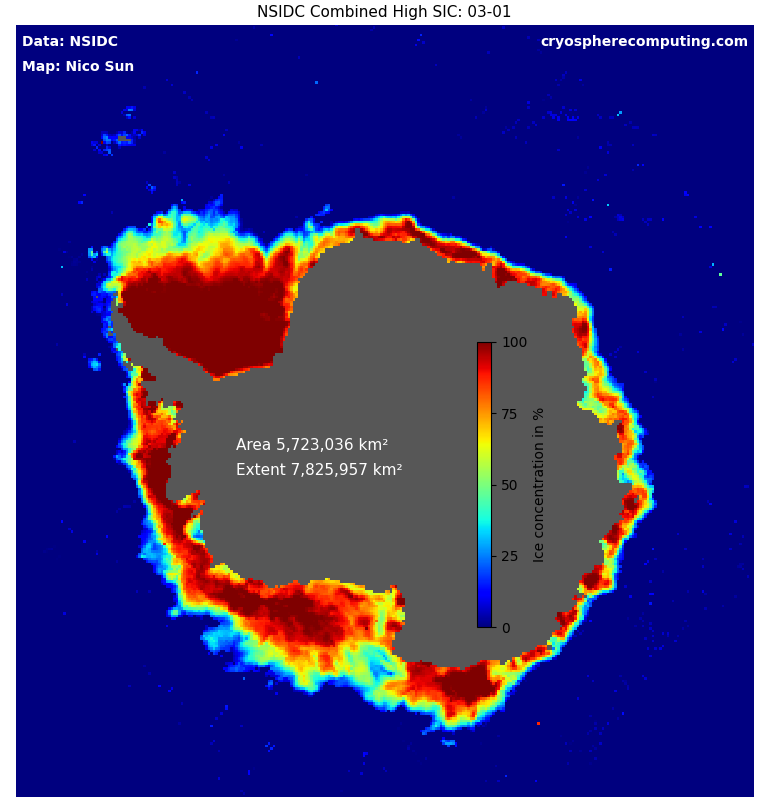 NSIDC Combined High SIC: 03-01
Data: NSIDC
cryospherecomputing.com
Map: Nico Sun
100
75
50
25
0
Ice concentration in %
Area 5,723,036 km²
Extent 7,825,957 km²